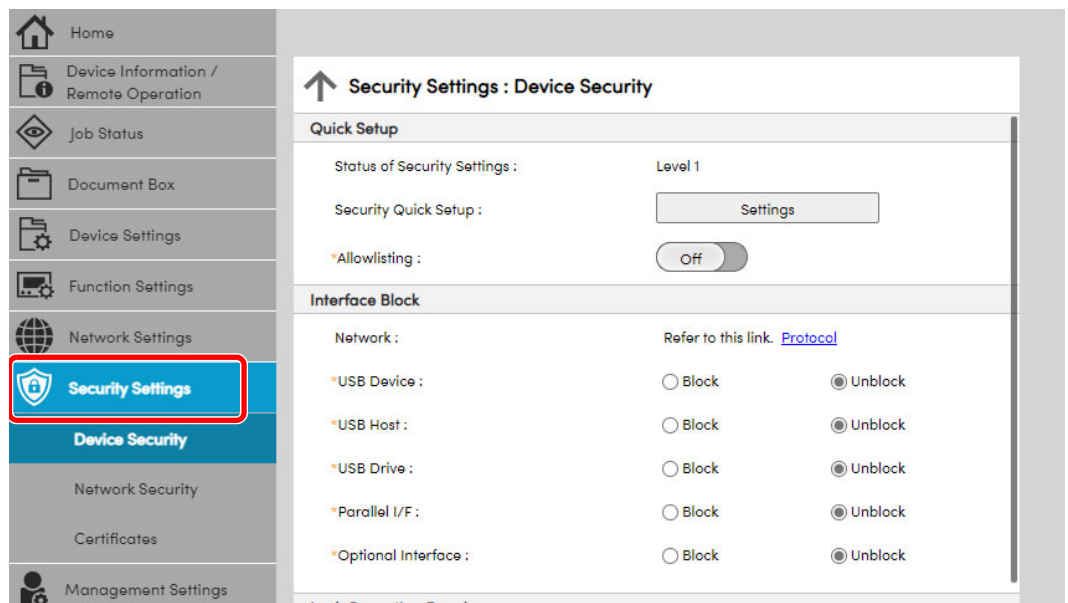 Home
Device Information /
Remote Operation
Job Status
Document Box
Device Settings
Function Settings
Network Settings
Security Settings
Device Security
Network Security
Certificates
Management Settings
Security Settings : Device Security
Quick Setup
Status of Security Settings : Level 1
Security Quick Setup : Settings
*Allowlisting : Off
Interface Block
Network : Refer to this link. Protocol
*USB Device : Block Unblock
*USB Host : Block Unblock
*USB Drive : Block Unblock
*Parallel I/F : Block Unblock
*Optional Interface : Block Unblock